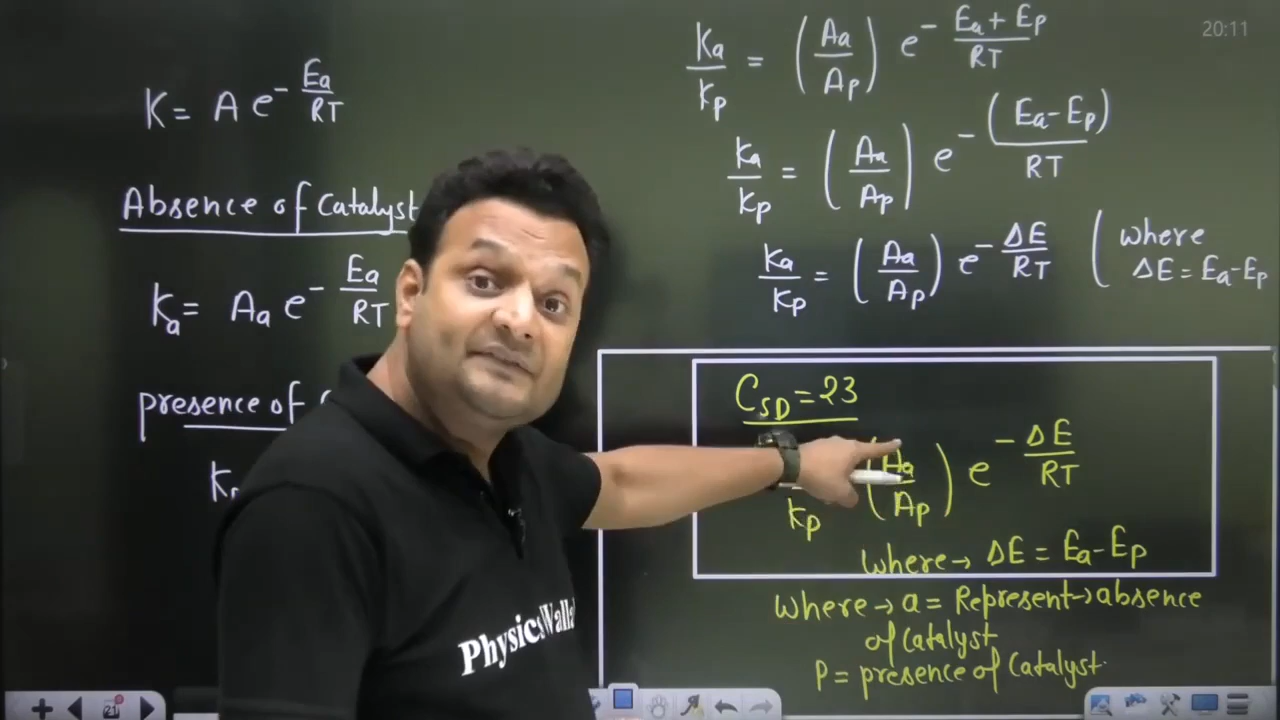 K = A e^{-Ea/RT}
Absence of Catalyst
Ka = Aa e^{-Ea/RT}
presence of C
Ka/Kp = (Aa/Ap) e^{-Ea+Ep/RT}
20:11
Ka/Kp = (Aa/Ap) e^{-(Ea-Ep)/RT}
Ka/Kp = (Aa/Ap) e^{-ΔE/RT} ( where
ΔE = Ea-Ep
CSD = 23
Kp (Aa/Ap) e^{-ΔE/RT}
where → ΔE = Ea-Ep
where → a = Represent → absence
of Catalyst
P = presence of Catalyst
PhysicsWalla
21